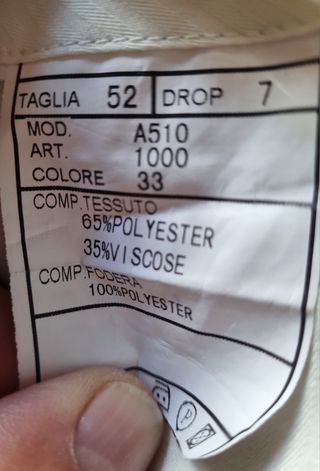 TAGLIA 52 DROP 7
MOD. A510
ART. 1000
COLORE 33
COMP.TESSUTO
65%POLYESTER
35%VISCOSE
COMP.FODERA
100%POLYESTER
P